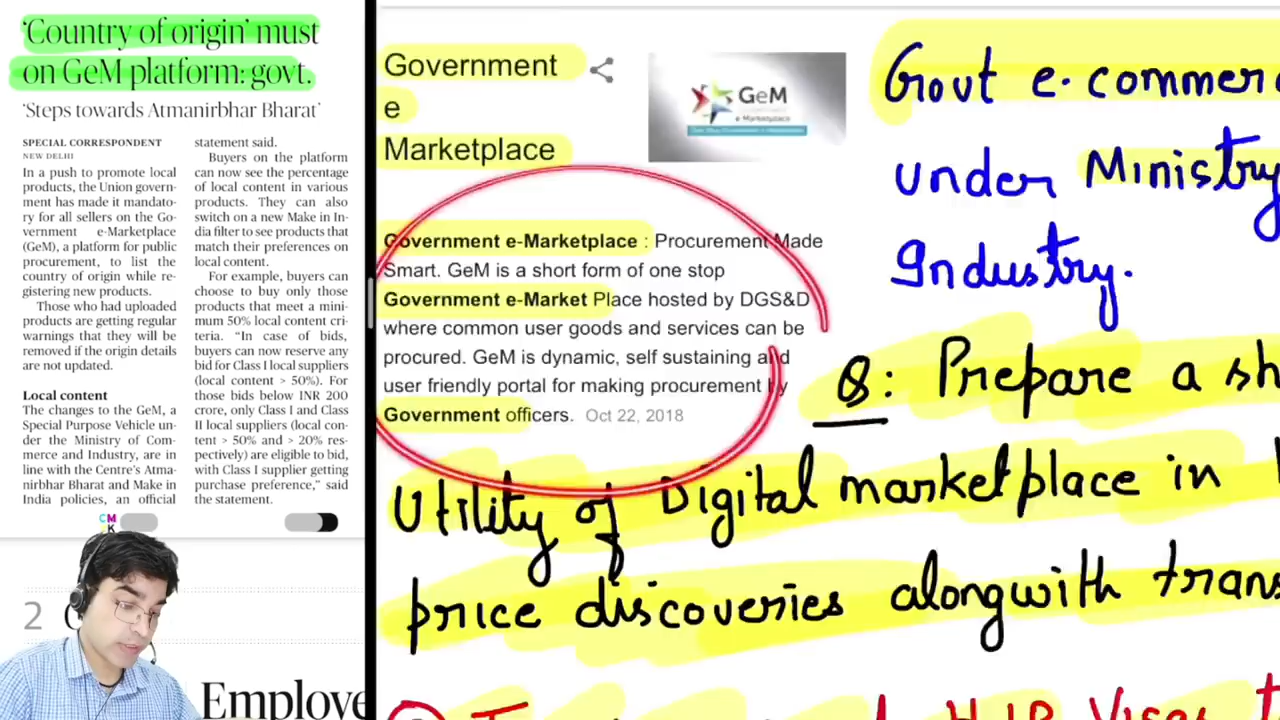 'Country of origin' must
on GeM platform: govt.
'Steps towards Atmanirbhar Bharat'
SPECIAL CORRESPONDENT
NEW DELHI
In a push to promote local
products, the Union govern-
ment has made it mandato-
ry for all sellers on the Go-
vernment e-Marketplace
(GeM), a platform for public
procurement, to list the
country of origin while re-
gistering new products.
Those who had uploaded
products are getting regular
warnings that they will be
removed if the origin details
are not updated.
Local content
The changes to the GeM, a
Special Purpose Vehicle un-
der the Ministry of Com-
merce and Industry, are in
line with the Centre's Atma-
nirbhar Bharat and Make in
India policies, an official
statement said.
Buyers on the platform
can now see the percentage
of local content in various
products. They can also
switch on a new Make in In-
dia filter to see products that
match their preferences on
local content.
For example, buyers can
choose to buy only those
products that meet a mini-
mum 50% local content cri-
teria. "In case of bids,
buyers can now reserve any
bid for Class I local suppliers
(local content > 50%). For
those bids below INR 200
crore, only Class I and Class
II local suppliers (local con-
tent > 50% and > 20% res-
pectively) are eligible to bid,
with Class I supplier getting
purchase preference," said
the statement.
CM
K
2
Employe
Government
e
Marketplace
GeM
e Marketplace
Government e-Marketplace : Procurement Made
Smart. GeM is a short form of one stop
Government e-Market Place hosted by DGS&D
where common user goods and services can be
procured. GeM is dynamic, self sustaining and
user friendly portal for making procurement by
Government officers. Oct 22, 2018
Govt e-commer
under Ministry
Industry.
Q: Prepare a sh
Utility of Digital marketplace in
price discoveries alongwith trans
H1B Visas t